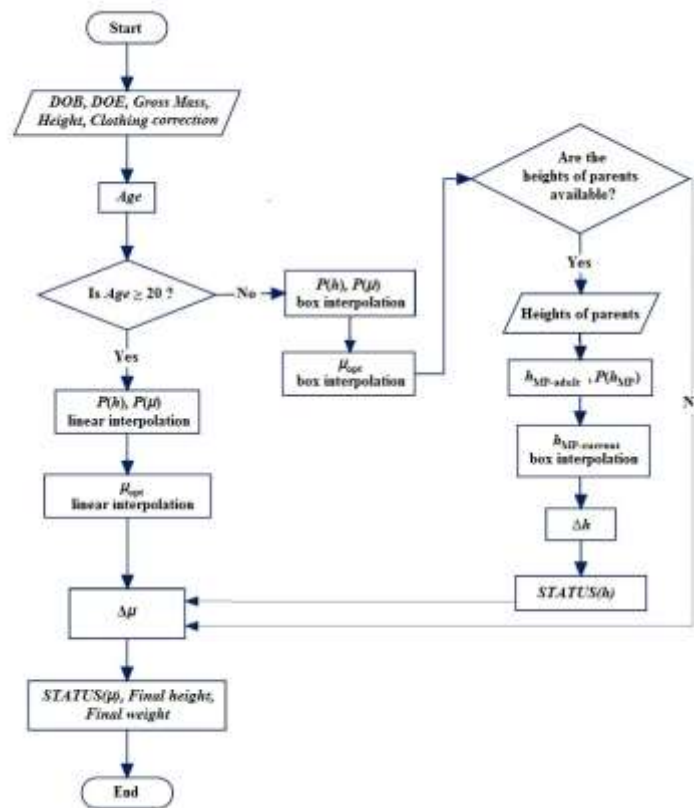 Start
DOB, DOE, Gross Mass,
Height, Clothing correction
Age
Is Age ≥ 20 ?
No
Yes
P(h), P(μ)
linear interpolation
μopt
linear interpolation
P(h), P(μ)
box interpolation
μopt
box interpolation
Are the
heights of parents
available?
Yes
N
Heights of parents
hMP-adult , P(hMP)
hMP-current
box interpolation
Δh
STATUS(h)
Δμ
STATUS(μ), Final height,
Final weight
End